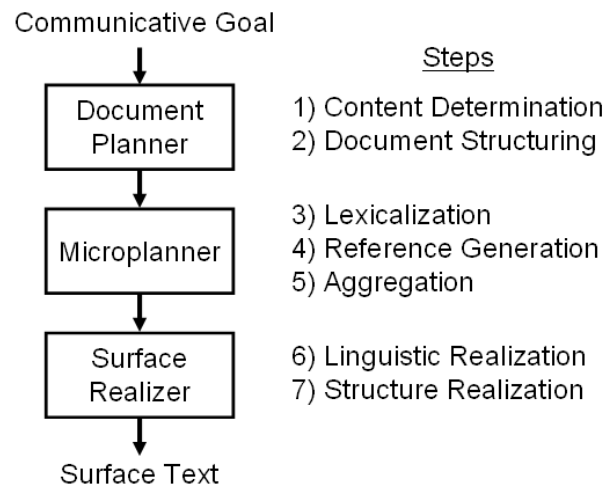 Communicative Goal
Steps
Document
Planner
1) Content Determination
2) Document Structuring
Microplanner
3) Lexicalization
4) Reference Generation
5) Aggregation
Surface
Realizer
6) Linguistic Realization
7) Structure Realization
Surface Text